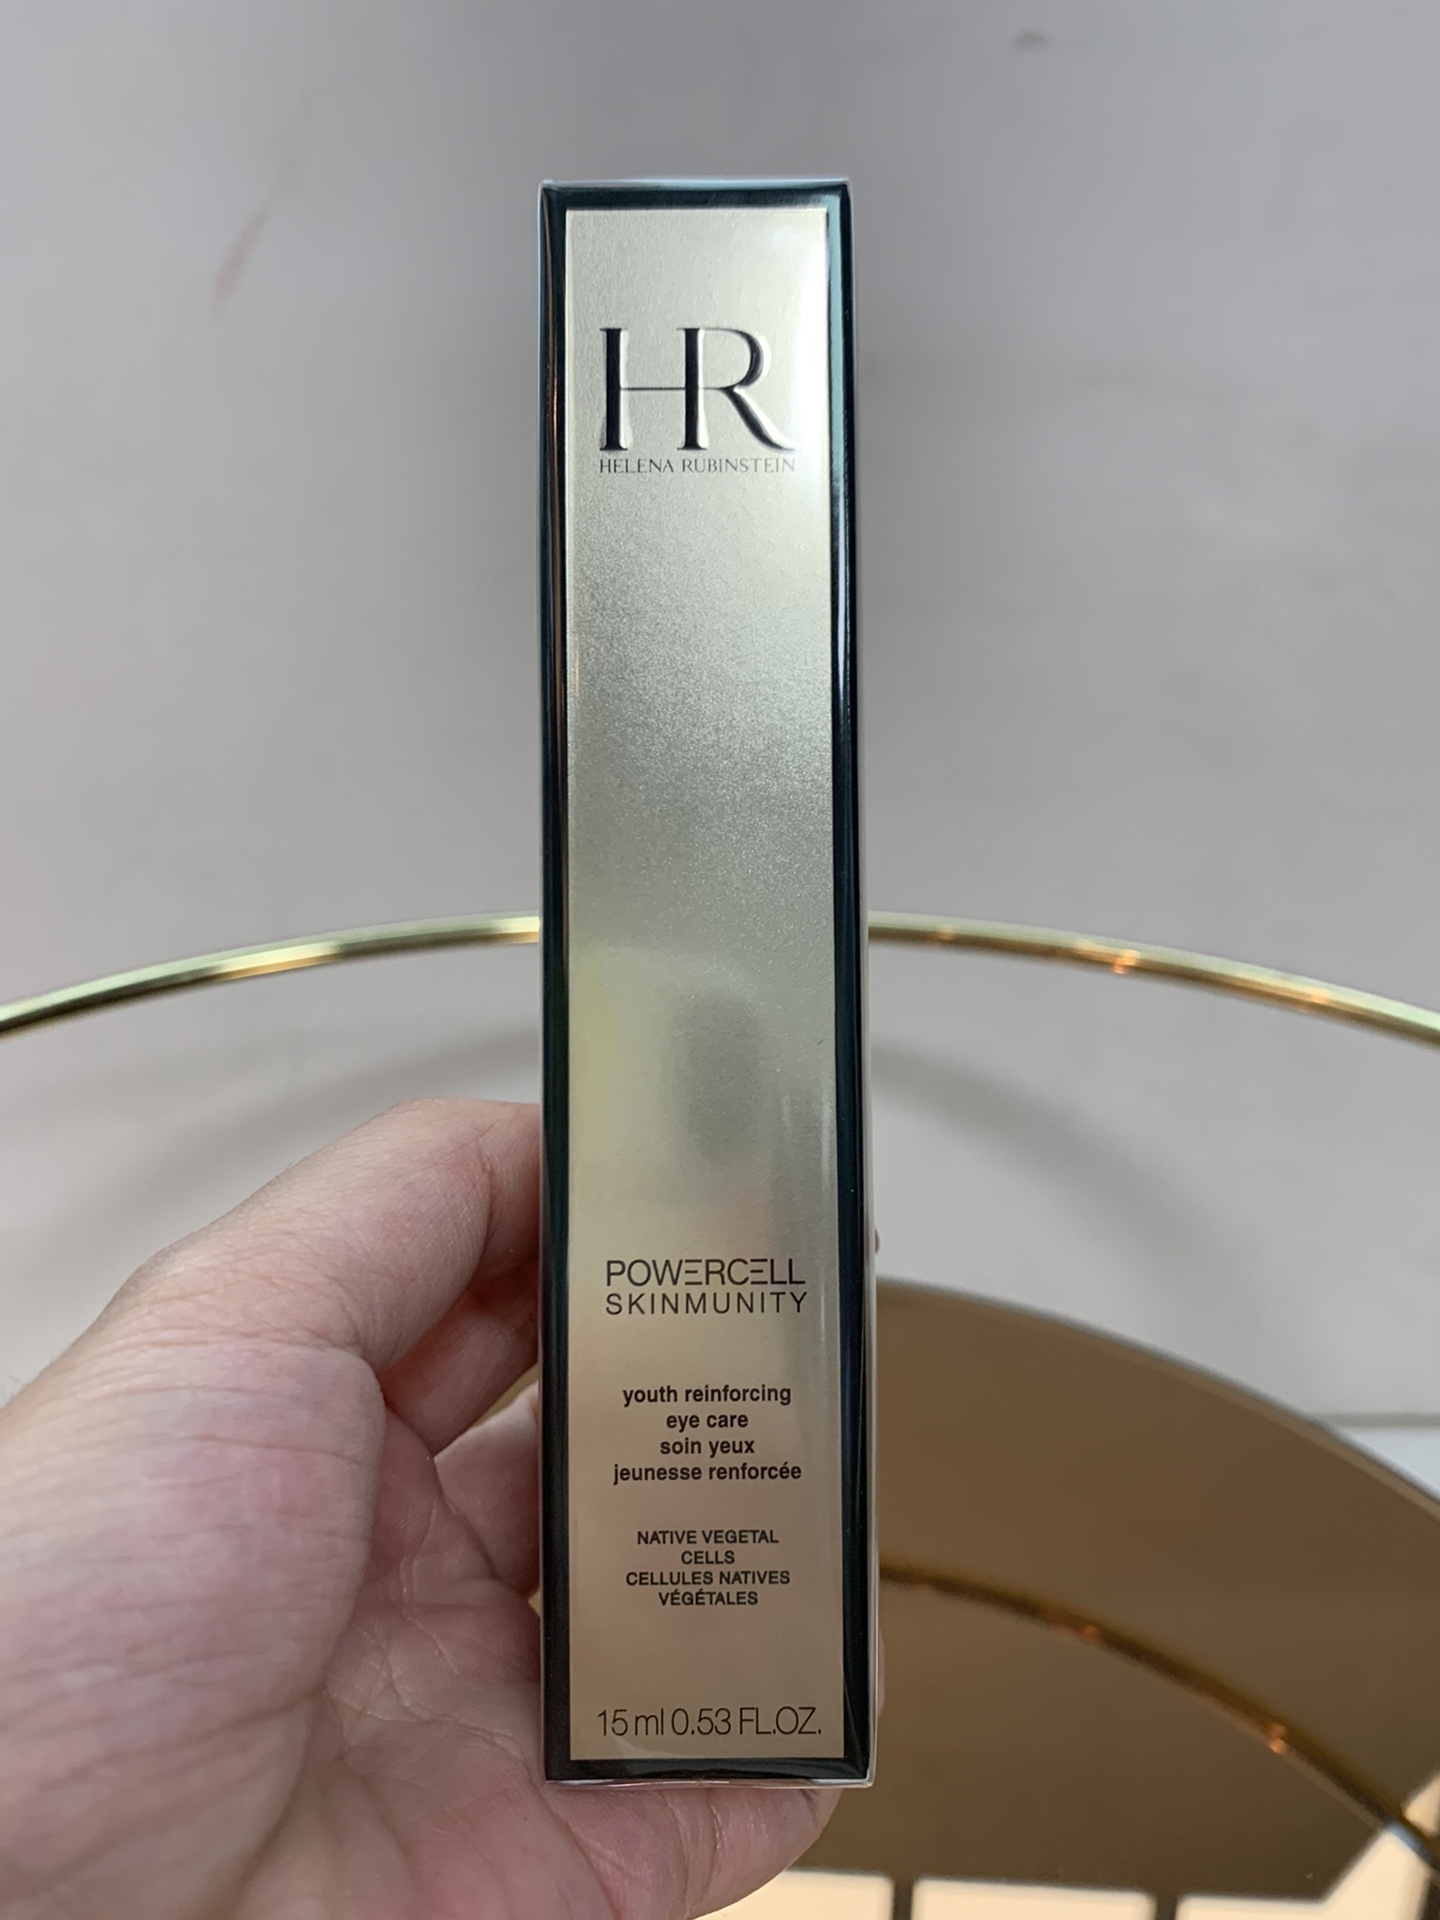 HR
HELENA RUBINSTEIN
POWERCELL
SKINMUNITY
youth reinforcing
eye care
soin yeux
jeunesse renforcée
NATIVE VEGETAL
CELLS
CELLULES NATIVES
VÉGÉTALES
15 ml 0.53 FL.OZ.